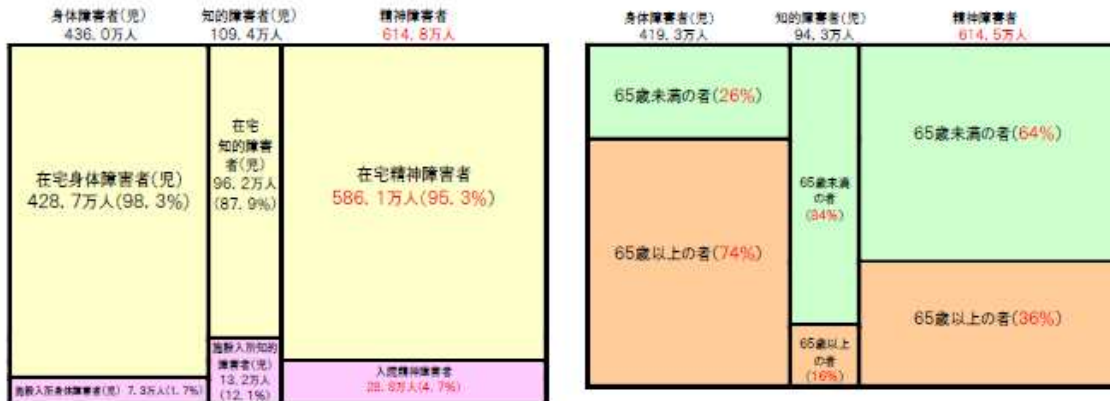 身体障害者(児)
436.0万人
知的障害者(児)
109.4万人
精神障害者
614.8万人
在宅身体障害者(児)
428.7万人(98.3%)
在宅
知的障害
者(児)
96.2万人
(87.9%)
在宅精神障害者
586.1万人(95.3%)
施設入所身体障害者(児) 7.3万人(1.7%)
施設入所知的
障害者(児)
13.2万人
(12.1%)
入院精神障害者
28.8万人(4.7%)
身体障害者(児)
419.3万人
知的障害者(児)
94.3万人
精神障害者
614.5万人
65歳未満の者(26%)
65歳以上の者(74%)
65歳未満
の者
(84%)
65歳以上
の者
(16%)
65歳未満の者(64%)
65歳以上の者(36%)